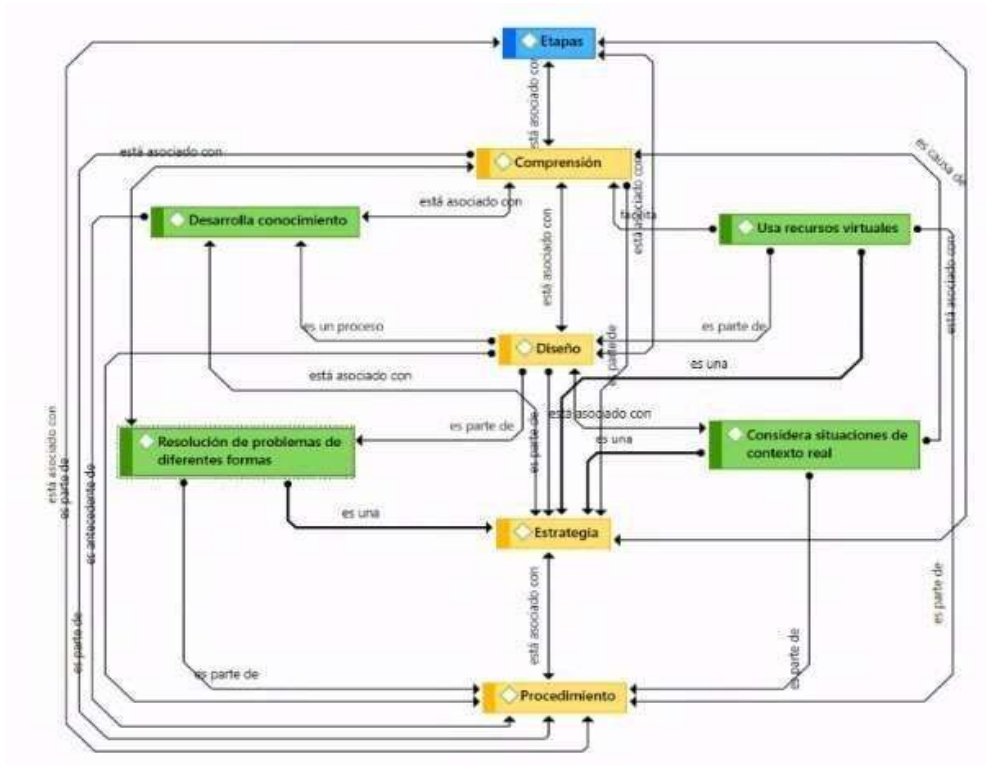 Etapas
está asociado con
está asociado con
Comprensión
es causa de
está asociado con
Desarrolla conocimiento
facilita
está asociado con
Usa recursos virtuales
está asociado con
está asociado con
es un proceso
Diseño
es parte de
es parte de
es una
está asociado con
está asociado con
es parte de
es parte de
es una
Resolución de problemas de
diferentes formas
Considera situaciones de
contexto real
está asociado con
es parte de
es antecedente de
es una
Estrategia
está asociado con
es parte de
es parte de
es parte de
es parte de
Procedimiento